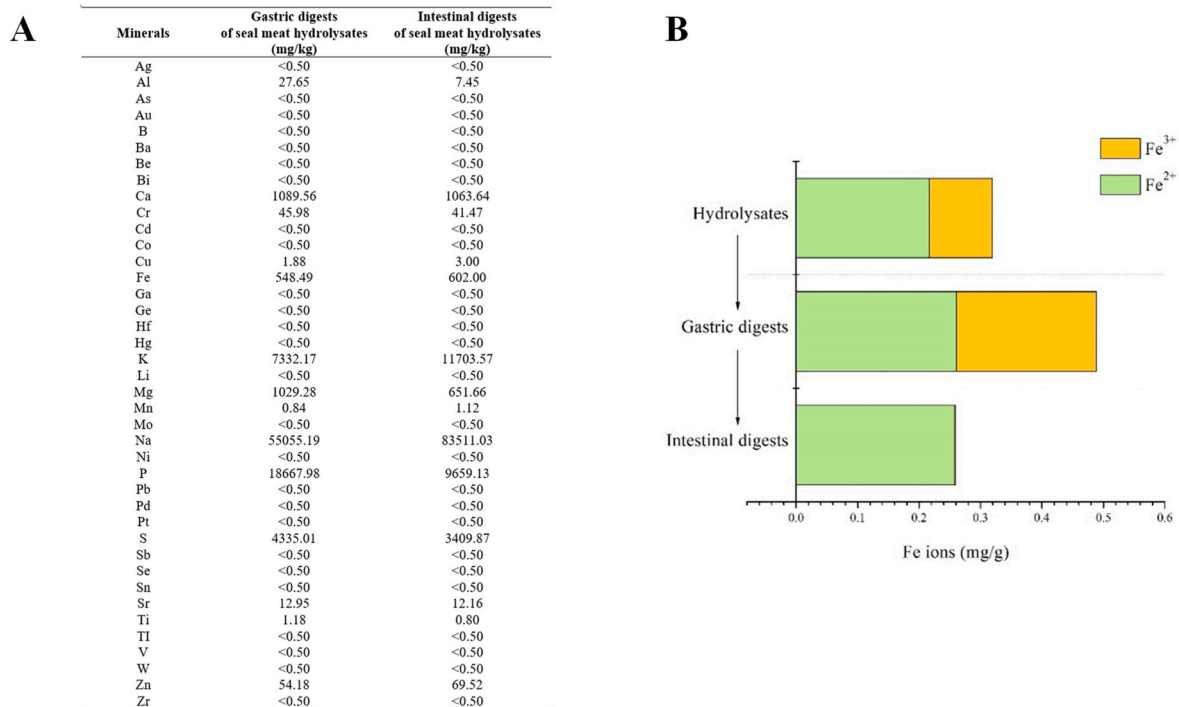 A
Minerals
Gastric digests
of seal meat hydrolysates
(mg/kg)
Intestinal digests
of seal meat hydrolysates
(mg/kg)
Ag <0.50 <0.50
Al 27.65 7.45
As <0.50 <0.50
Au <0.50 <0.50
B <0.50 <0.50
Ba <0.50 <0.50
Be <0.50 <0.50
Bi <0.50 <0.50
Ca 1089.56 1063.64
Cr 45.98 41.47
Cd <0.50 <0.50
Co <0.50 <0.50
Cu 1.88 3.00
Fe 548.49 602.00
Ga <0.50 <0.50
Ge <0.50 <0.50
Hf <0.50 <0.50
Hg <0.50 <0.50
K 7332.17 11703.57
Li <0.50 <0.50
Mg 1029.28 651.66
Mn 0.84 1.12
Mo <0.50 <0.50
Na 55055.19 83511.03
Ni <0.50 <0.50
P 18667.98 9659.13
Pb <0.50 <0.50
Pd <0.50 <0.50
Pt <0.50 <0.50
S 4335.01 3409.87
Sb <0.50 <0.50
Se <0.50 <0.50
Sn <0.50 <0.50
Sr 12.95 12.16
Ti 1.18 0.80
TI <0.50 <0.50
V <0.50 <0.50
W <0.50 <0.50
Zn 54.18 69.52
Zr <0.50 <0.50
B
Fe3+
Fe2+
Hydrolysates
Gastric digests
Intestinal digests
0.0 0.1 0.2 0.3 0.4 0.5 0.6
Fe ions (mg/g)